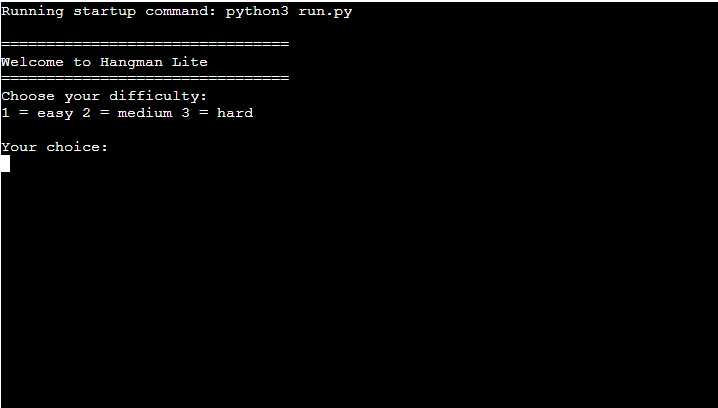 Running startup command: python3 run.py
================================
Welcome to Hangman Lite
================================
Choose your difficulty:
1 = easy 2 = medium 3 = hard
Your choice: